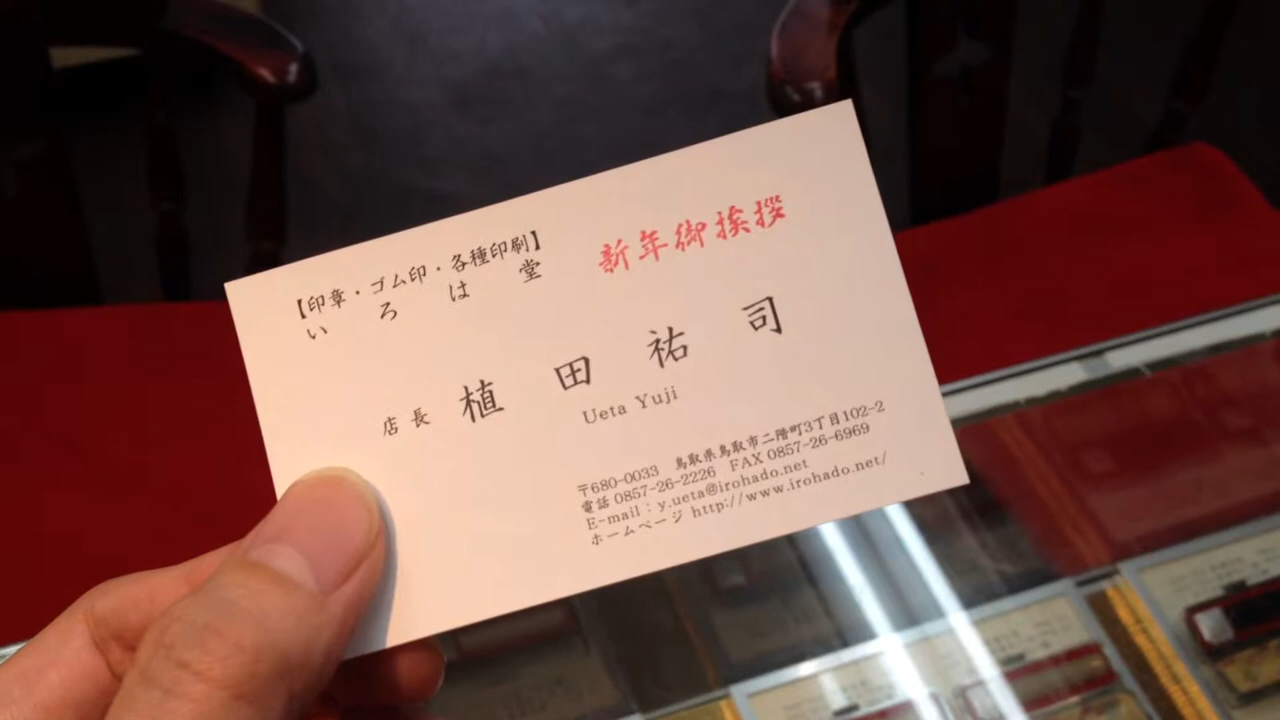 【印章・ゴム印・各種印刷】
いろは堂
新年御挨拶
店長 植田祐司
Ueta Yuji
〒680-0033 鳥取県鳥取市二階町3丁目102-2
電話 0857-26-2226 FAX 0857-26-6969
E-mail : y.ueta@irohado.net
ホームページ http://www.irohado.net/